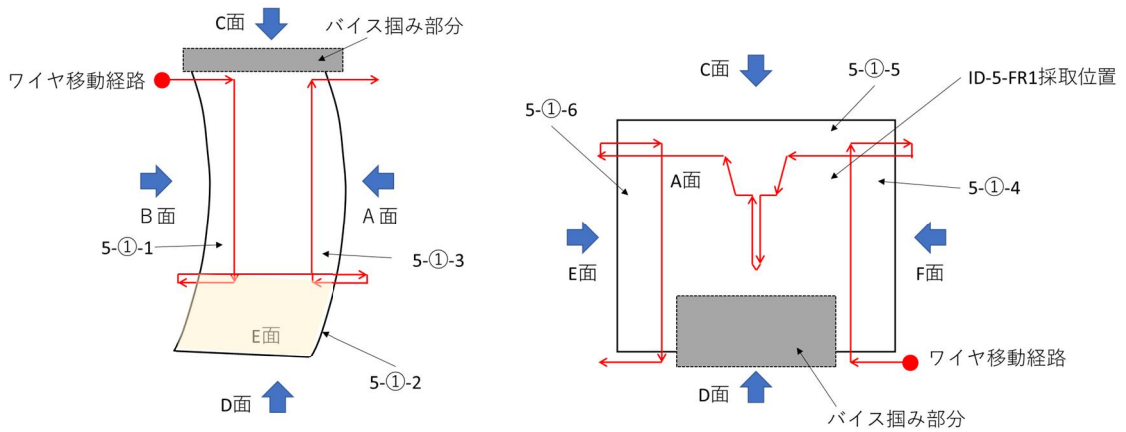 C面
バイス掴み部分
ワイヤ移動経路
B面
A面
5-①-1
5-①-3
E面
5-①-2
D面
C面
5-①-5
ID-5-FR1採取位置
5-①-6
A面
5-①-4
E面
F面
ワイヤ移動経路
D面
バイス掴み部分